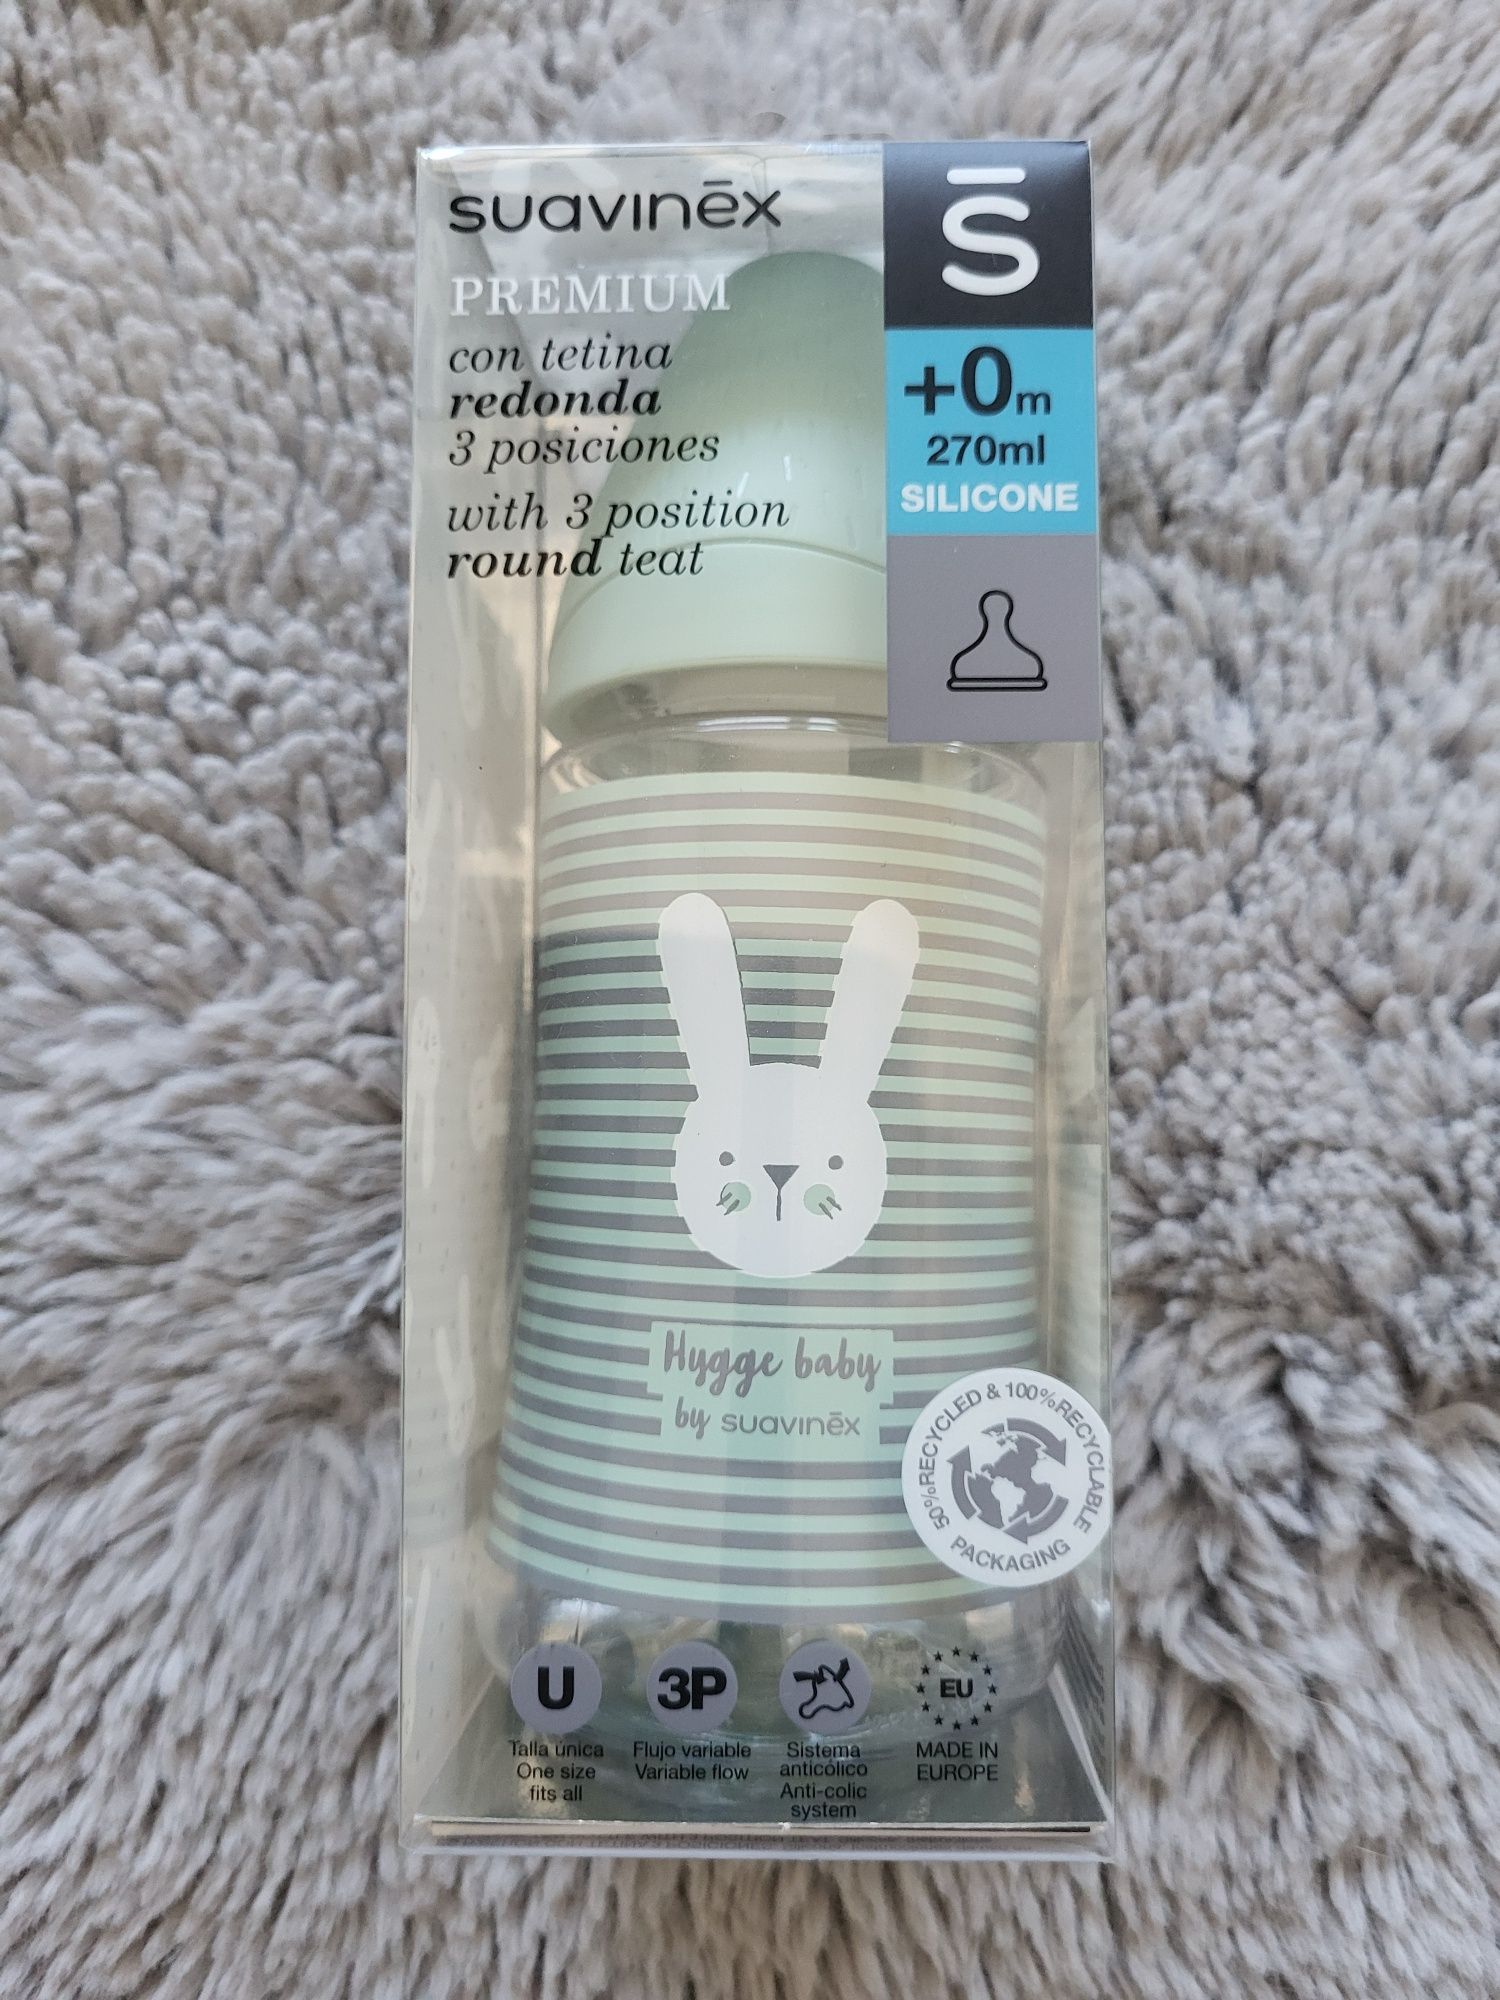 suavinēx
PREMIUM
con tetina
redonda
3 posiciones
with 3 position
round teat
S̄
+0m
270ml
SILICONE
Hygge baby
by suavinēx
50% RECYCLED & 100% RECYCLABLE
PACKAGING
U
Talla única
One size
fits all
3P
Flujo variable
Variable flow
Sistema
anticólico
Anti-colic
system
EU
MADE IN
EUROPE